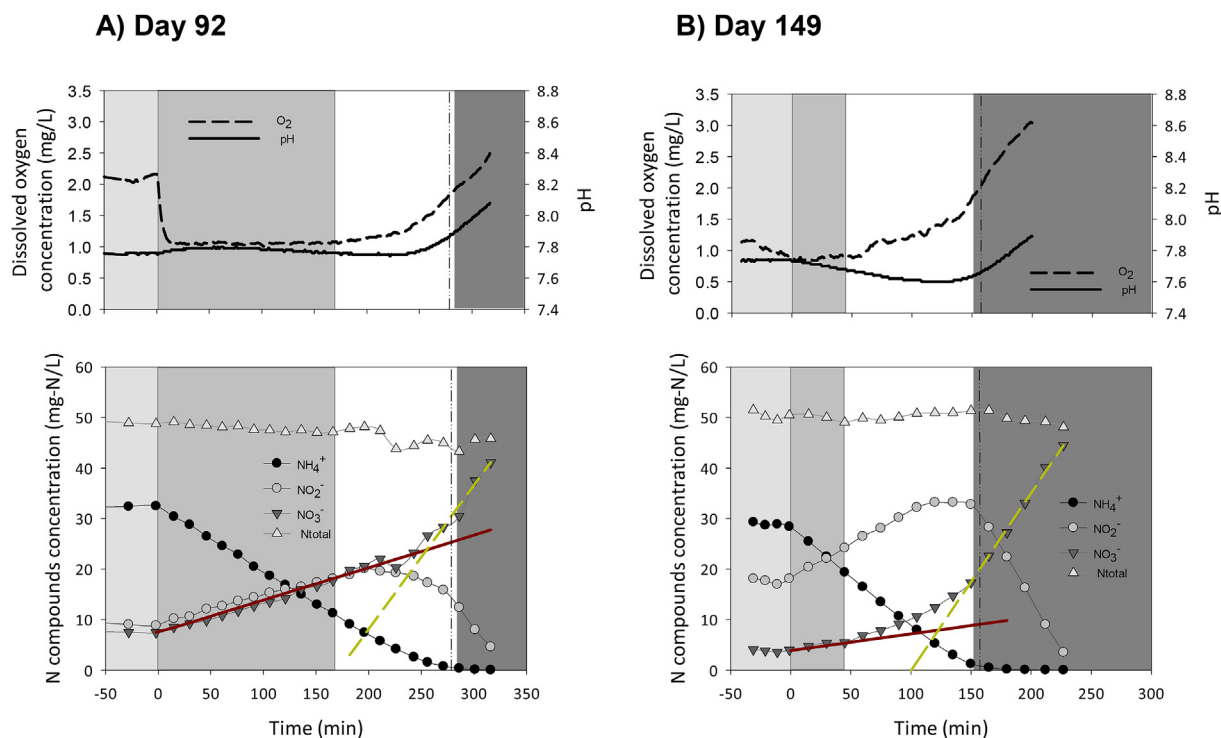 A) Day 92
B) Day 149
Dissolved oxygen
concentration (mg/L)
3.5
3.0
2.5
2.0
1.5
1.0
0.5
0.0
O2
pH
8.8
8.6
8.4
8.2
8.0
7.8
7.6
7.4
pH
Dissolved oxygen
concentration (mg/L)
3.5
3.0
2.5
2.0
1.5
1.0
0.5
0.0
O2
pH
8.8
8.6
8.4
8.2
8.0
7.8
7.6
7.4
pH
N compounds concentration (mg-N/L)
60
50
40
30
20
10
0
NH4+
NO2-
NO3-
Ntotal
-50 0 50 100 150 200 250 300 350
Time (min)
N compounds concentration (mg-N/L)
60
50
40
30
20
10
0
NH4+
NO2-
NO3-
Ntotal
-50 0 50 100 150 200 250 300
Time (min)